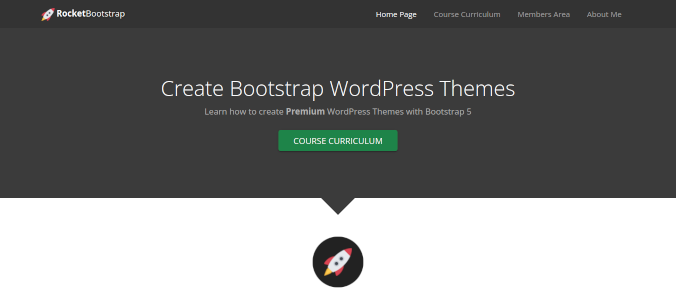 RocketBootstrap
Home Page
Course Curriculum
Members Area
About Me
Create Bootstrap WordPress Themes
Learn how to create Premium WordPress Themes with Bootstrap 5
COURSE CURRICULUM